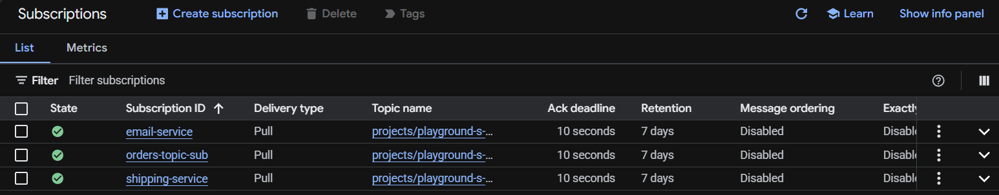 Subscriptions Create subscription Delete Tags Learn Show info panel
List Metrics
Filter Filter subscriptions
State Subscription ID Delivery type Topic name Ack deadline Retention Message ordering Exactly
email-service Pull projects/playground-s-... 10 seconds 7 days Disabled Disabl
orders-topic-sub Pull projects/playground-s-... 10 seconds 7 days Disabled Disabl
shipping-service Pull projects/playground-s-... 10 seconds 7 days Disabled Disabl